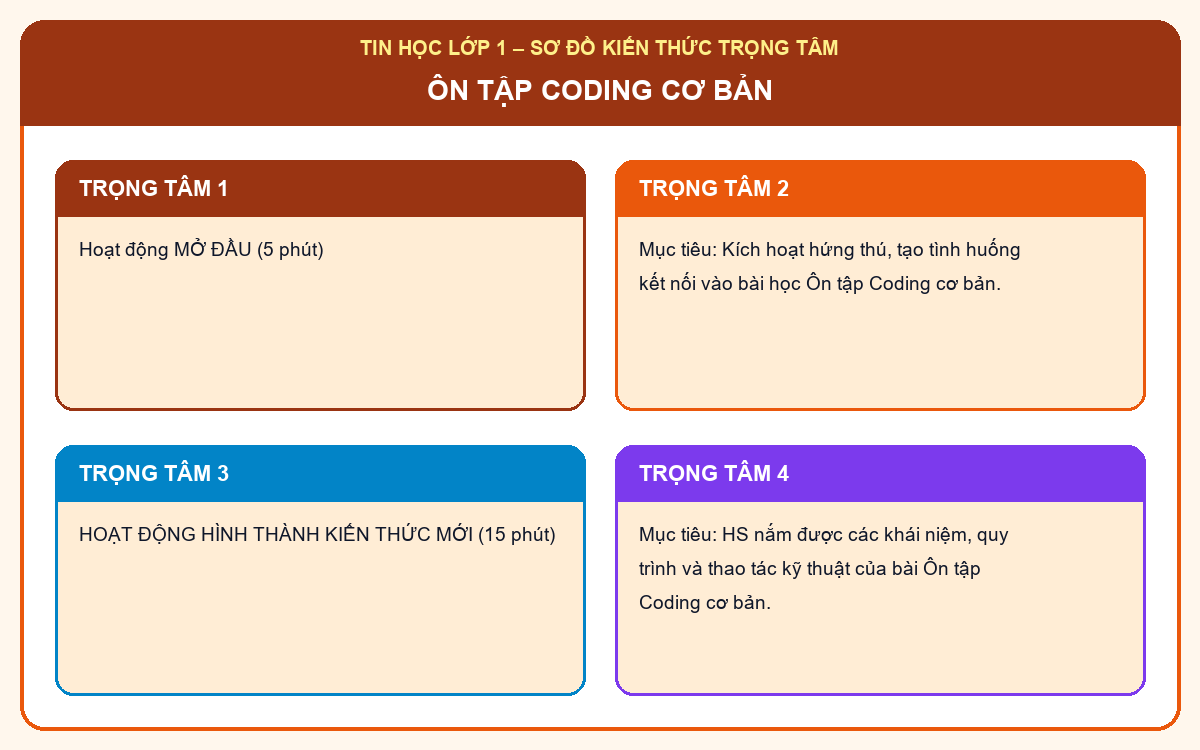 TIN HỌC LỚP 1 – SƠ ĐỒ KIẾN THỨC TRỌNG TÂM
ÔN TẬP CODING CƠ BẢN
TRỌNG TÂM 1
Hoạt động MỞ ĐẦU (5 phút)
TRỌNG TÂM 2
Mục tiêu: Kích hoạt hứng thú, tạo tình huống
kết nối vào bài học Ôn tập Coding cơ bản.
TRỌNG TÂM 3
HOẠT ĐỘNG HÌNH THÀNH KIẾN THỨC MỚI (15 phút)
TRỌNG TÂM 4
Mục tiêu: HS nắm được các khái niệm, quy
trình và thao tác kỹ thuật của bài Ôn tập
Coding cơ bản.